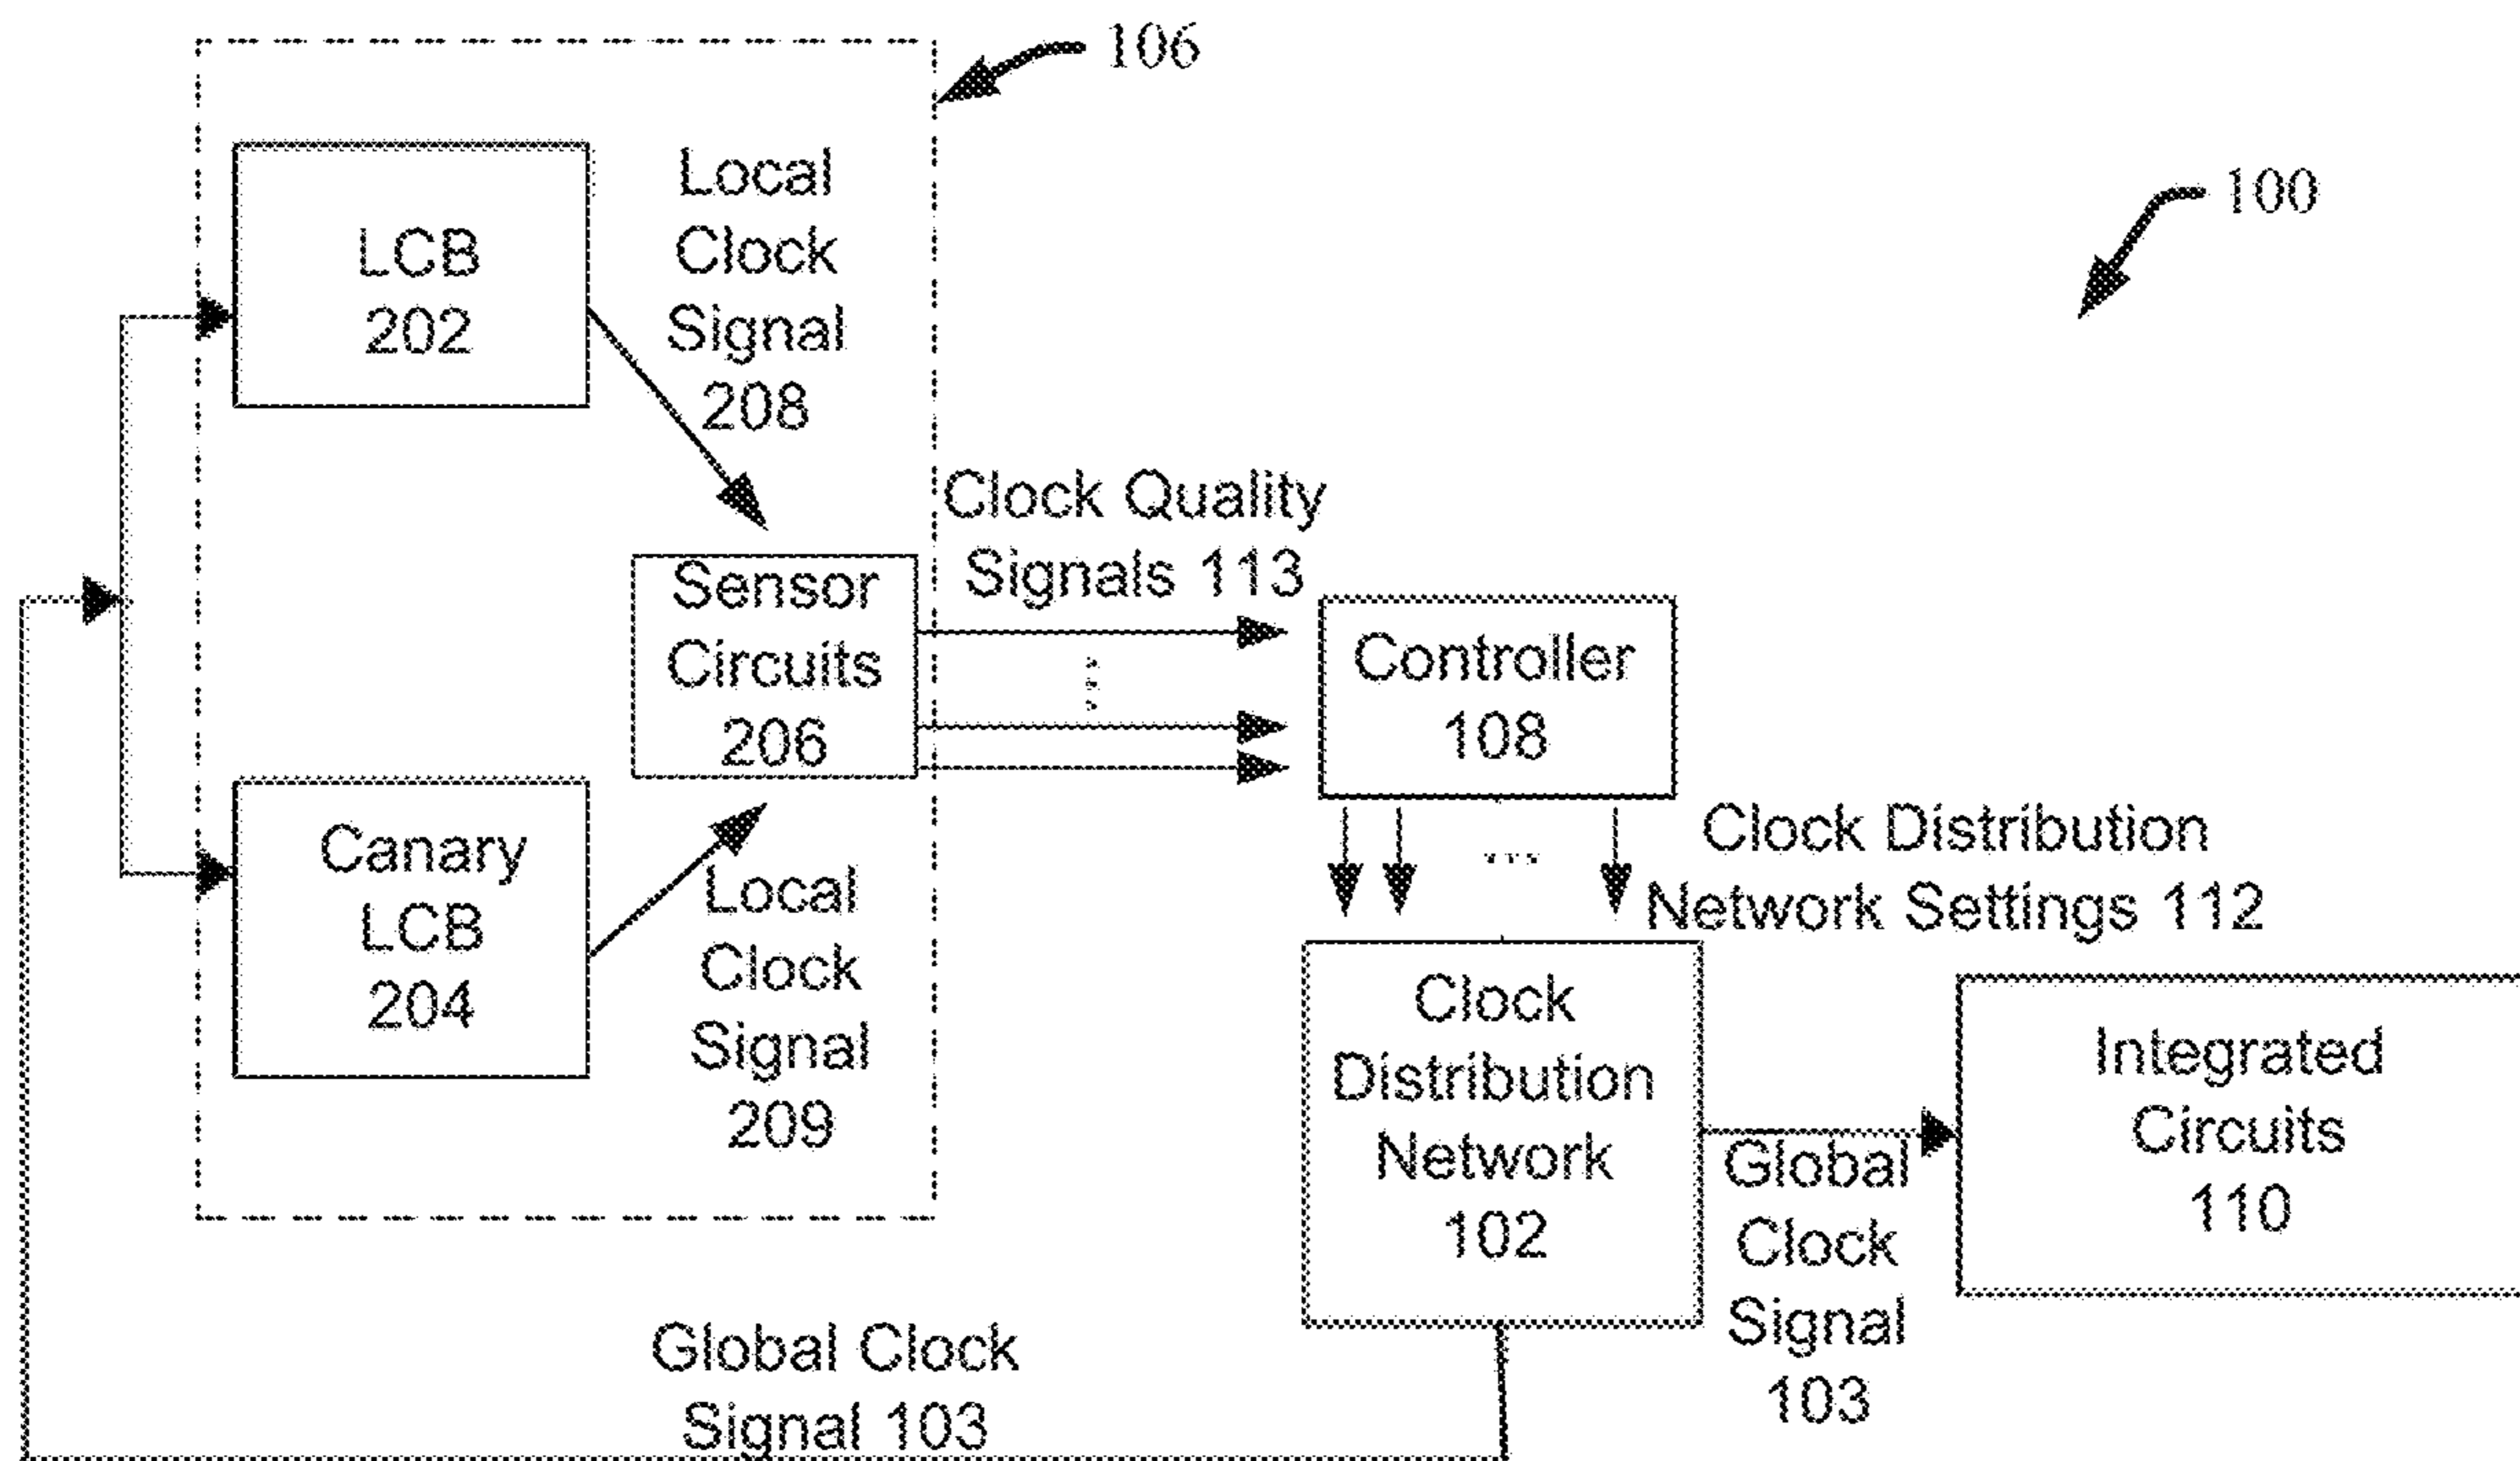 106
100
LCB
202
Local
Clock
Signal
208
Clock Quality
Signals 113
Sensor
Circuits
206
Controller
108
Canary
LCB
204
Local
Clock
Signal
209
Clock Distribution
Network Settings 112
Clock
Distribution
Network
102
Global
Clock
Signal
103
Integrated
Circuits
110
Global Clock
Signal 103